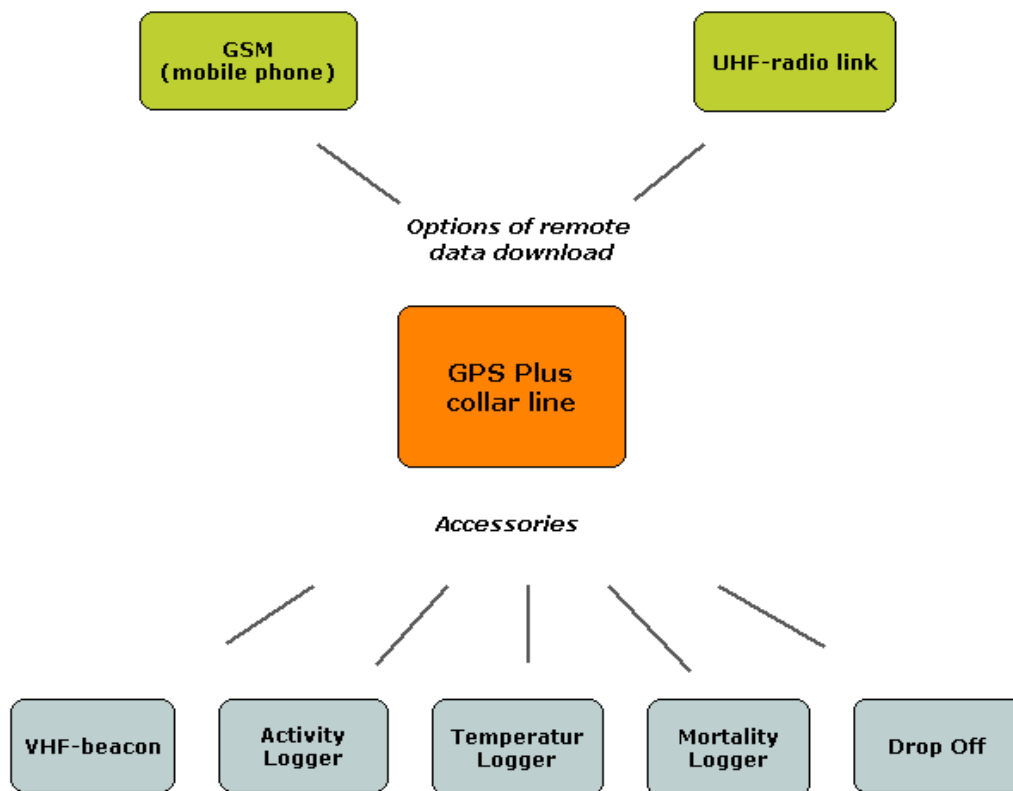 GSM
(mobile phone)
UHF-radio link
Options of remote
data download
GPS Plus
collar line
Accessories
VHF-beacon
Activity
Logger
Temperatur
Logger
Mortality
Logger
Drop Off